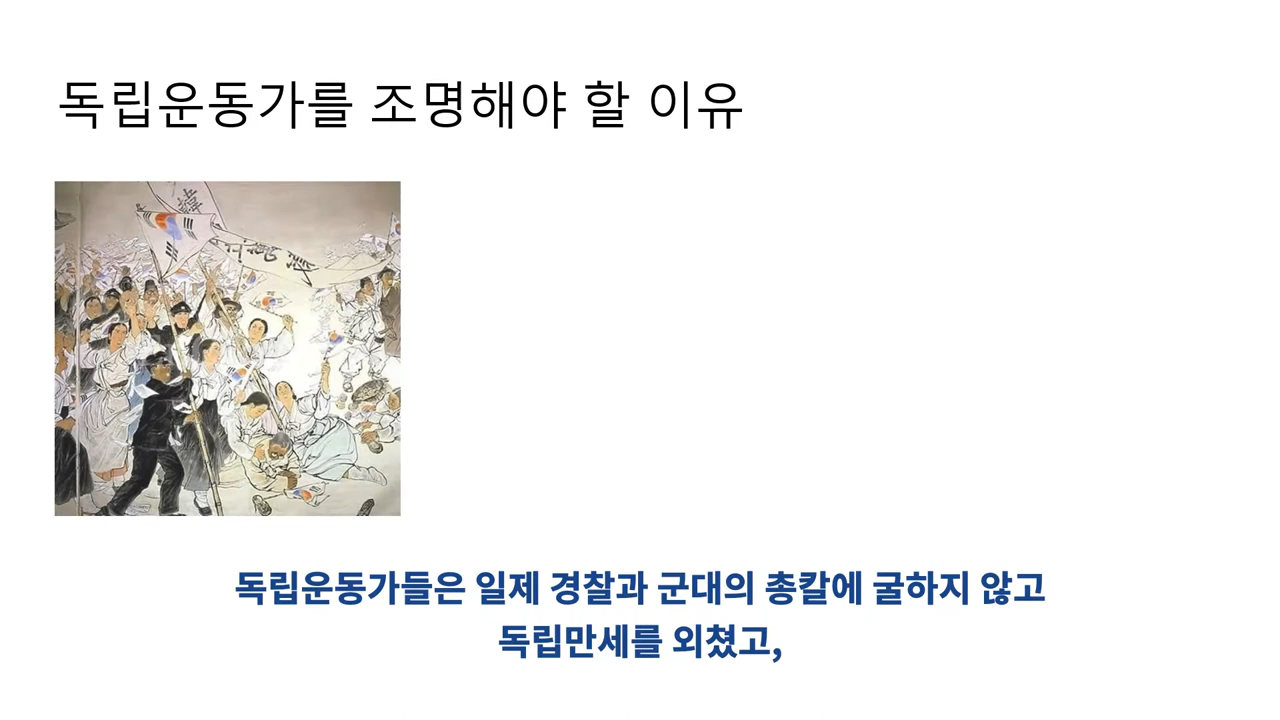 독립운동가를 조명해야 할 이유
독립운동가들은 일제 경찰과 군대의 총칼에 굴하지 않고
독립만세를 외쳤고,